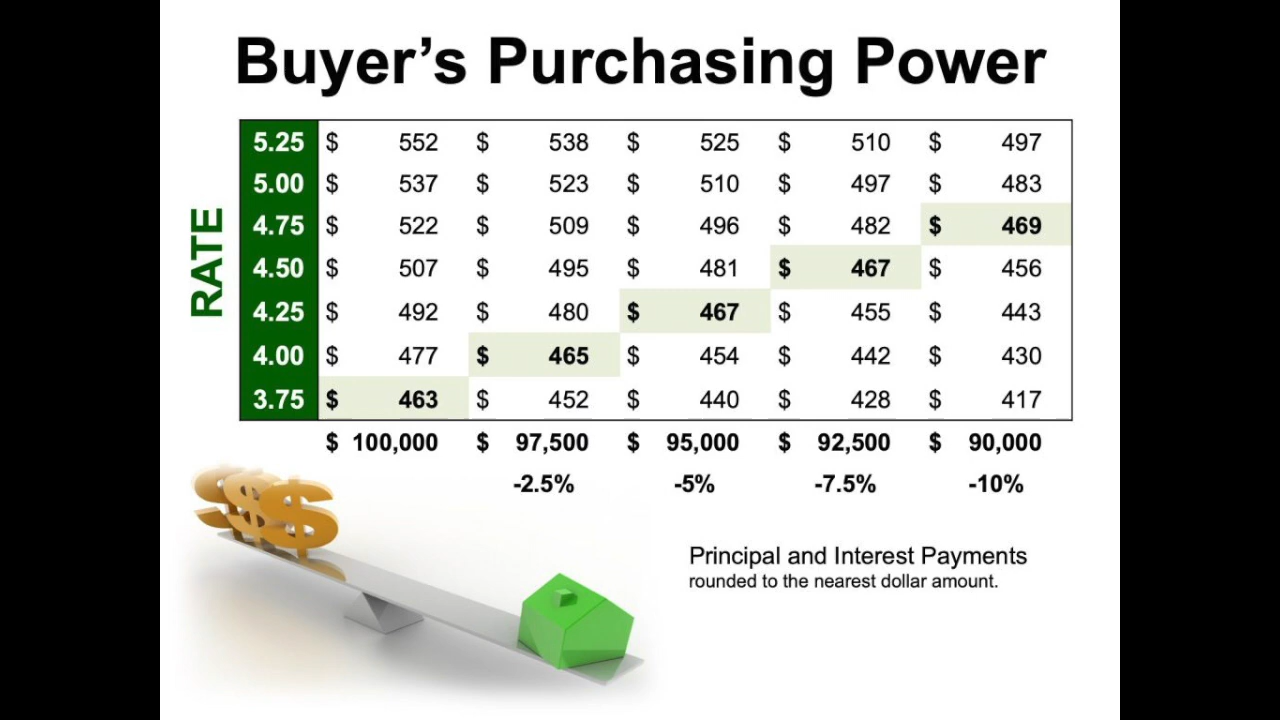 Buyer's Purchasing Power
RATE
5.25 $ 552 $ 538 $ 525 $ 510 $ 497
5.00 $ 537 $ 523 $ 510 $ 497 $ 483
4.75 $ 522 $ 509 $ 496 $ 482 $ 469
4.50 $ 507 $ 495 $ 481 $ 467 $ 456
4.25 $ 492 $ 480 $ 467 $ 455 $ 443
4.00 $ 477 $ 465 $ 454 $ 442 $ 430
3.75 $ 463 $ 452 $ 440 $ 428 $ 417
$ 100,000 $ 97,500 $ 95,000 $ 92,500 $ 90,000
-2.5% -5% -7.5% -10%
$$$
Principal and Interest Payments
rounded to the nearest dollar amount.